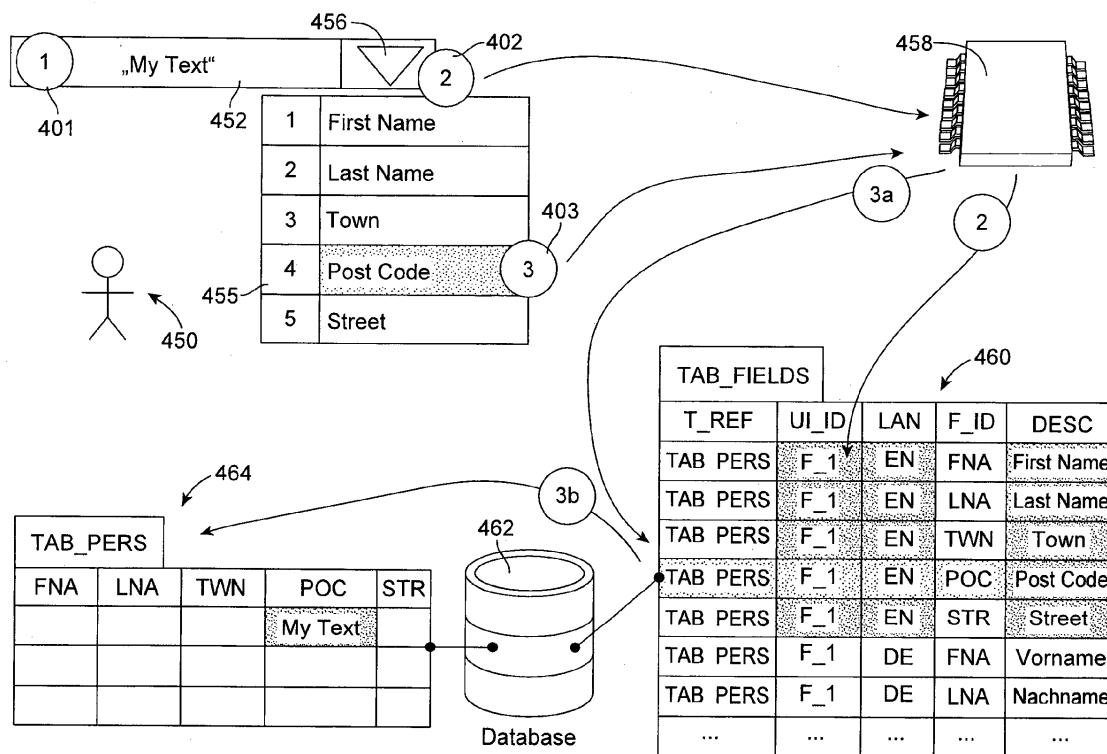 456
402
1
„My Text“
2
401
452
1 First Name
2 Last Name
3 Town
4 Post Code
5 Street
403
3
455
450
458
3a
2
460
TAB_FIELDS
T_REF UI_ID LAN F_ID DESC
TAB PERS F_1 EN FNA First Name
TAB PERS F_1 EN LNA Last Name
TAB PERS F_1 EN TWN Town
TAB PERS F_1 EN POC Post Code
TAB PERS F_1 EN STR Street
TAB PERS F_1 DE FNA Vorname
TAB PERS F_1 DE LNA Nachname
... ... ... ... ...
464
3b
TAB_PERS
FNA LNA TWN POC STR
My Text
462
Database